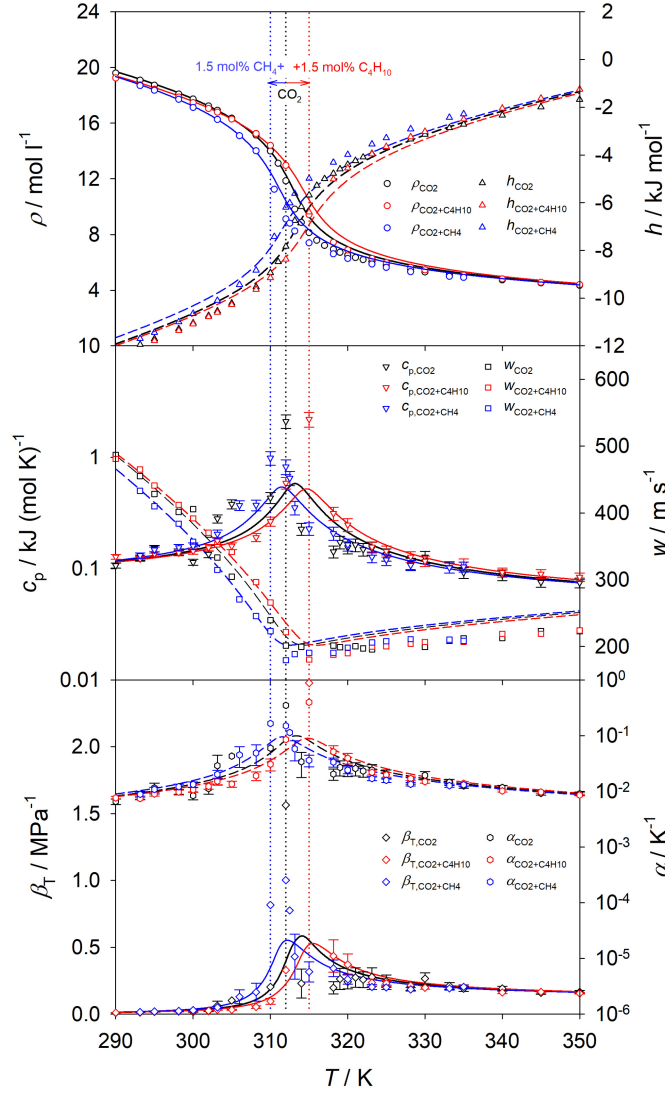 24
20
16
12
8
4
10
ρ / mol l⁻¹
2
0
-2
-4
-6
-8
-10
-12
h / kJ mol⁻¹
1.5 mol% CH₄+
+1.5 mol% C₄H₁₀
CO₂
ρCO2
ρCO2+C4H10
ρCO2+CH4
hCO2
hCO2+C4H10
hCO2+CH4
1
0.1
0.01
cp / kJ (mol K)⁻¹
600
500
400
300
200
w / m s⁻¹
cp,CO2
cp,CO2+C4H10
cp,CO2+CH4
wCO2
wCO2+C4H10
wCO2+CH4
2.0
1.5
1.0
0.5
0.0
βT / MPa⁻¹
10⁰
10⁻¹
10⁻²
10⁻³
10⁻⁴
10⁻⁵
10⁻⁶
α / K⁻¹
βT,CO2
βT,CO2+C4H10
βT,CO2+CH4
αCO2
αCO2+C4H10
αCO2+CH4
290 300 310 320 330 340 350
T / K